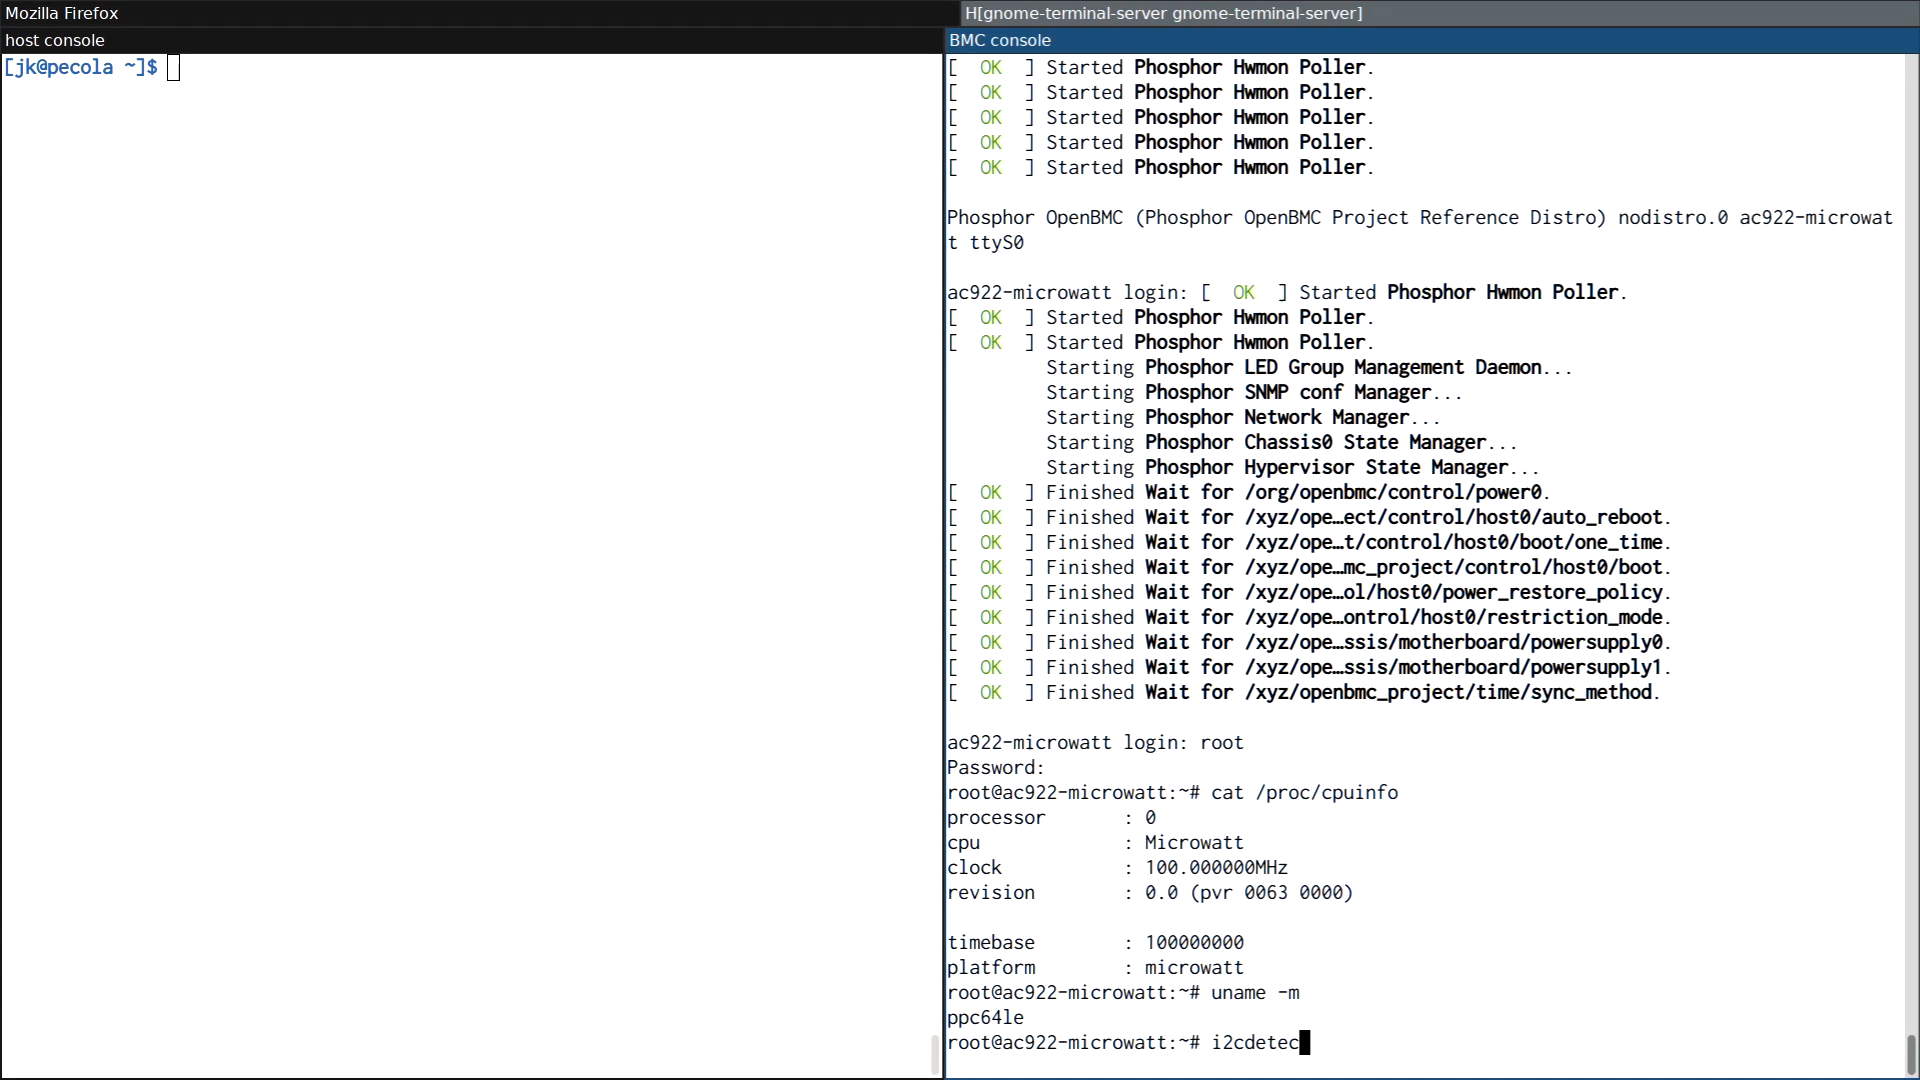 Mozilla Firefox
H[gnome-terminal-server gnome-terminal-server]
host console
[jk@pecola ~]$
BMC console
[  OK  ] Started Phosphor Hwmon Poller.
[  OK  ] Started Phosphor Hwmon Poller.
[  OK  ] Started Phosphor Hwmon Poller.
[  OK  ] Started Phosphor Hwmon Poller.
[  OK  ] Started Phosphor Hwmon Poller.
Phosphor OpenBMC (Phosphor OpenBMC Project Reference Distro) nodistro.0 ac922-microwat
t ttyS0
ac922-microwatt login: [  OK  ] Started Phosphor Hwmon Poller.
[  OK  ] Started Phosphor Hwmon Poller.
[  OK  ] Started Phosphor Hwmon Poller.
Starting Phosphor LED Group Management Daemon...
Starting Phosphor SNMP conf Manager...
Starting Phosphor Network Manager...
Starting Phosphor Chassis0 State Manager...
Starting Phosphor Hypervisor State Manager...
[  OK  ] Finished Wait for /org/openbmc/control/power0.
[  OK  ] Finished Wait for /xyz/ope…ect/control/host0/auto_reboot.
[  OK  ] Finished Wait for /xyz/ope…t/control/host0/boot/one_time.
[  OK  ] Finished Wait for /xyz/ope…mc_project/control/host0/boot.
[  OK  ] Finished Wait for /xyz/ope…ol/host0/power_restore_policy.
[  OK  ] Finished Wait for /xyz/ope…ontrol/host0/restriction_mode.
[  OK  ] Finished Wait for /xyz/ope…ssis/motherboard/powersupply0.
[  OK  ] Finished Wait for /xyz/ope…ssis/motherboard/powersupply1.
[  OK  ] Finished Wait for /xyz/openbmc_project/time/sync_method.
ac922-microwatt login: root
Password:
root@ac922-microwatt:~# cat /proc/cpuinfo
processor       : 0
cpu             : Microwatt
clock           : 100.000000MHz
revision        : 0.0 (pvr 0063 0000)
timebase        : 100000000
platform        : microwatt
root@ac922-microwatt:~# uname -m
ppc64le
root@ac922-microwatt:~# i2cdetec